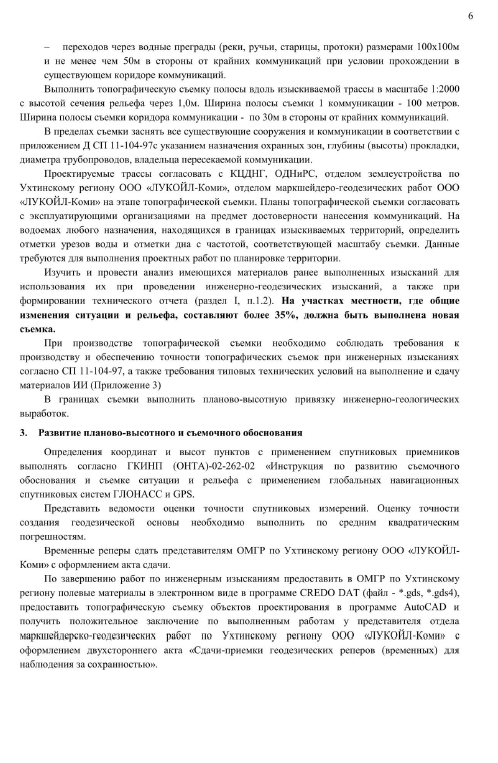 6
– переходов через водные преграды (реки, ручьи, старицы, протоки) размерами 100х100м
и не менее чем 50м в стороны от крайних коммуникаций при условии прохождении в
существующем коридоре коммуникаций.
Выполнить топографическую съемку полосы вдоль изыскиваемой трассы в масштабе 1:2000
с высотой сечения рельефа через 1,0м. Ширина полосы съемки 1 коммуникации - 100 метров.
Ширина полосы съемки коридора коммуникации - по 30м в стороны от крайних коммуникаций.
В пределах съемки заснять все существующие сооружения и коммуникации в соответствии с
приложением Д СП 11-104-97с указанием назначения охранных зон, глубины (высоты) прокладки,
диаметра трубопроводов, владельца пересекаемой коммуникации.
Проектируемые трассы согласовать с КЦДНГ, ОДНиРС, отделом землеустройства по
Ухтинскому региону ООО «ЛУКОЙЛ-Коми», отделом маркшейдеро-геодезических работ ООО
«ЛУКОЙЛ-Коми» на этапе топографической съемки. Планы топографической съемки согласовать
с эксплуатирующими организациями на предмет достоверности нанесения коммуникаций. На
водоемах любого назначения, находящихся в границах изыскиваемых территорий, определить
отметки урезов воды и отметки дна с частотой, соответствующей масштабу съемки. Данные
требуются для выполнения проектных работ по планировке территории.
Изучить и провести анализ имеющихся материалов ранее выполненных изысканий для
использования их при проведении инженерно-геодезических изысканий, а также при
формировании технического отчета (раздел I, п.1.2). На участках местности, где общие
изменения ситуации и рельефа, составляют более 35%, должна быть выполнена новая
съемка.
При производстве топографической съемки необходимо соблюдать требования к
производству и обеспечению точности топографических съемок при инженерных изысканиях
согласно СП 11-104-97, а также требования типовых технических условий на выполнение и сдачу
материалов ИИ (Приложение 3)
В границах съемки выполнить планово-высотную привязку инженерно-геологических
выработок.
3. Развитие планово-высотного и съемочного обоснования
Определения координат и высот пунктов с применением спутниковых приемников
выполнять согласно ГКИНП (ОНТА)-02-262-02 «Инструкция по развитию съемочного
обоснования и съемке ситуации и рельефа с применением глобальных навигационных
спутниковых систем ГЛОНАСС и GPS.
Представить ведомости оценки точности спутниковых измерений. Оценку точности
создания геодезической основы необходимо выполнить по средним квадратическим
погрешностям.
Временные реперы сдать представителям ОМГР по Ухтинскому региону ООО «ЛУКОЙЛ-
Коми» с оформлением акта сдачи.
По завершению работ по инженерным изысканиям предоставить в ОМГР по Ухтинскому
региону полевые материалы в электронном виде в программе CREDO DAT (файл - *.gds, *.gds4),
предоставить топографическую съемку объектов проектирования в программе AutoCAD и
получить положительное заключение по выполненным работам у представителя отдела
маркшейдерско-геодезических работ по Ухтинскому региону ООО «ЛУКОЙЛ-Коми» с
оформлением двухстороннего акта «Сдачи-приемки геодезических реперов (временных) для
наблюдения за сохранностью».